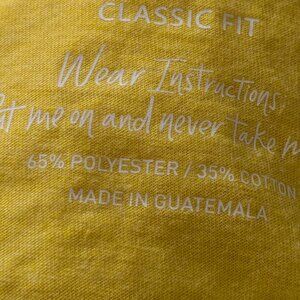 CLASSIC FIT
Wear Instructions:
me on and never take
65% POLYESTER / 35% COTTON
MADE IN GUATEMALA